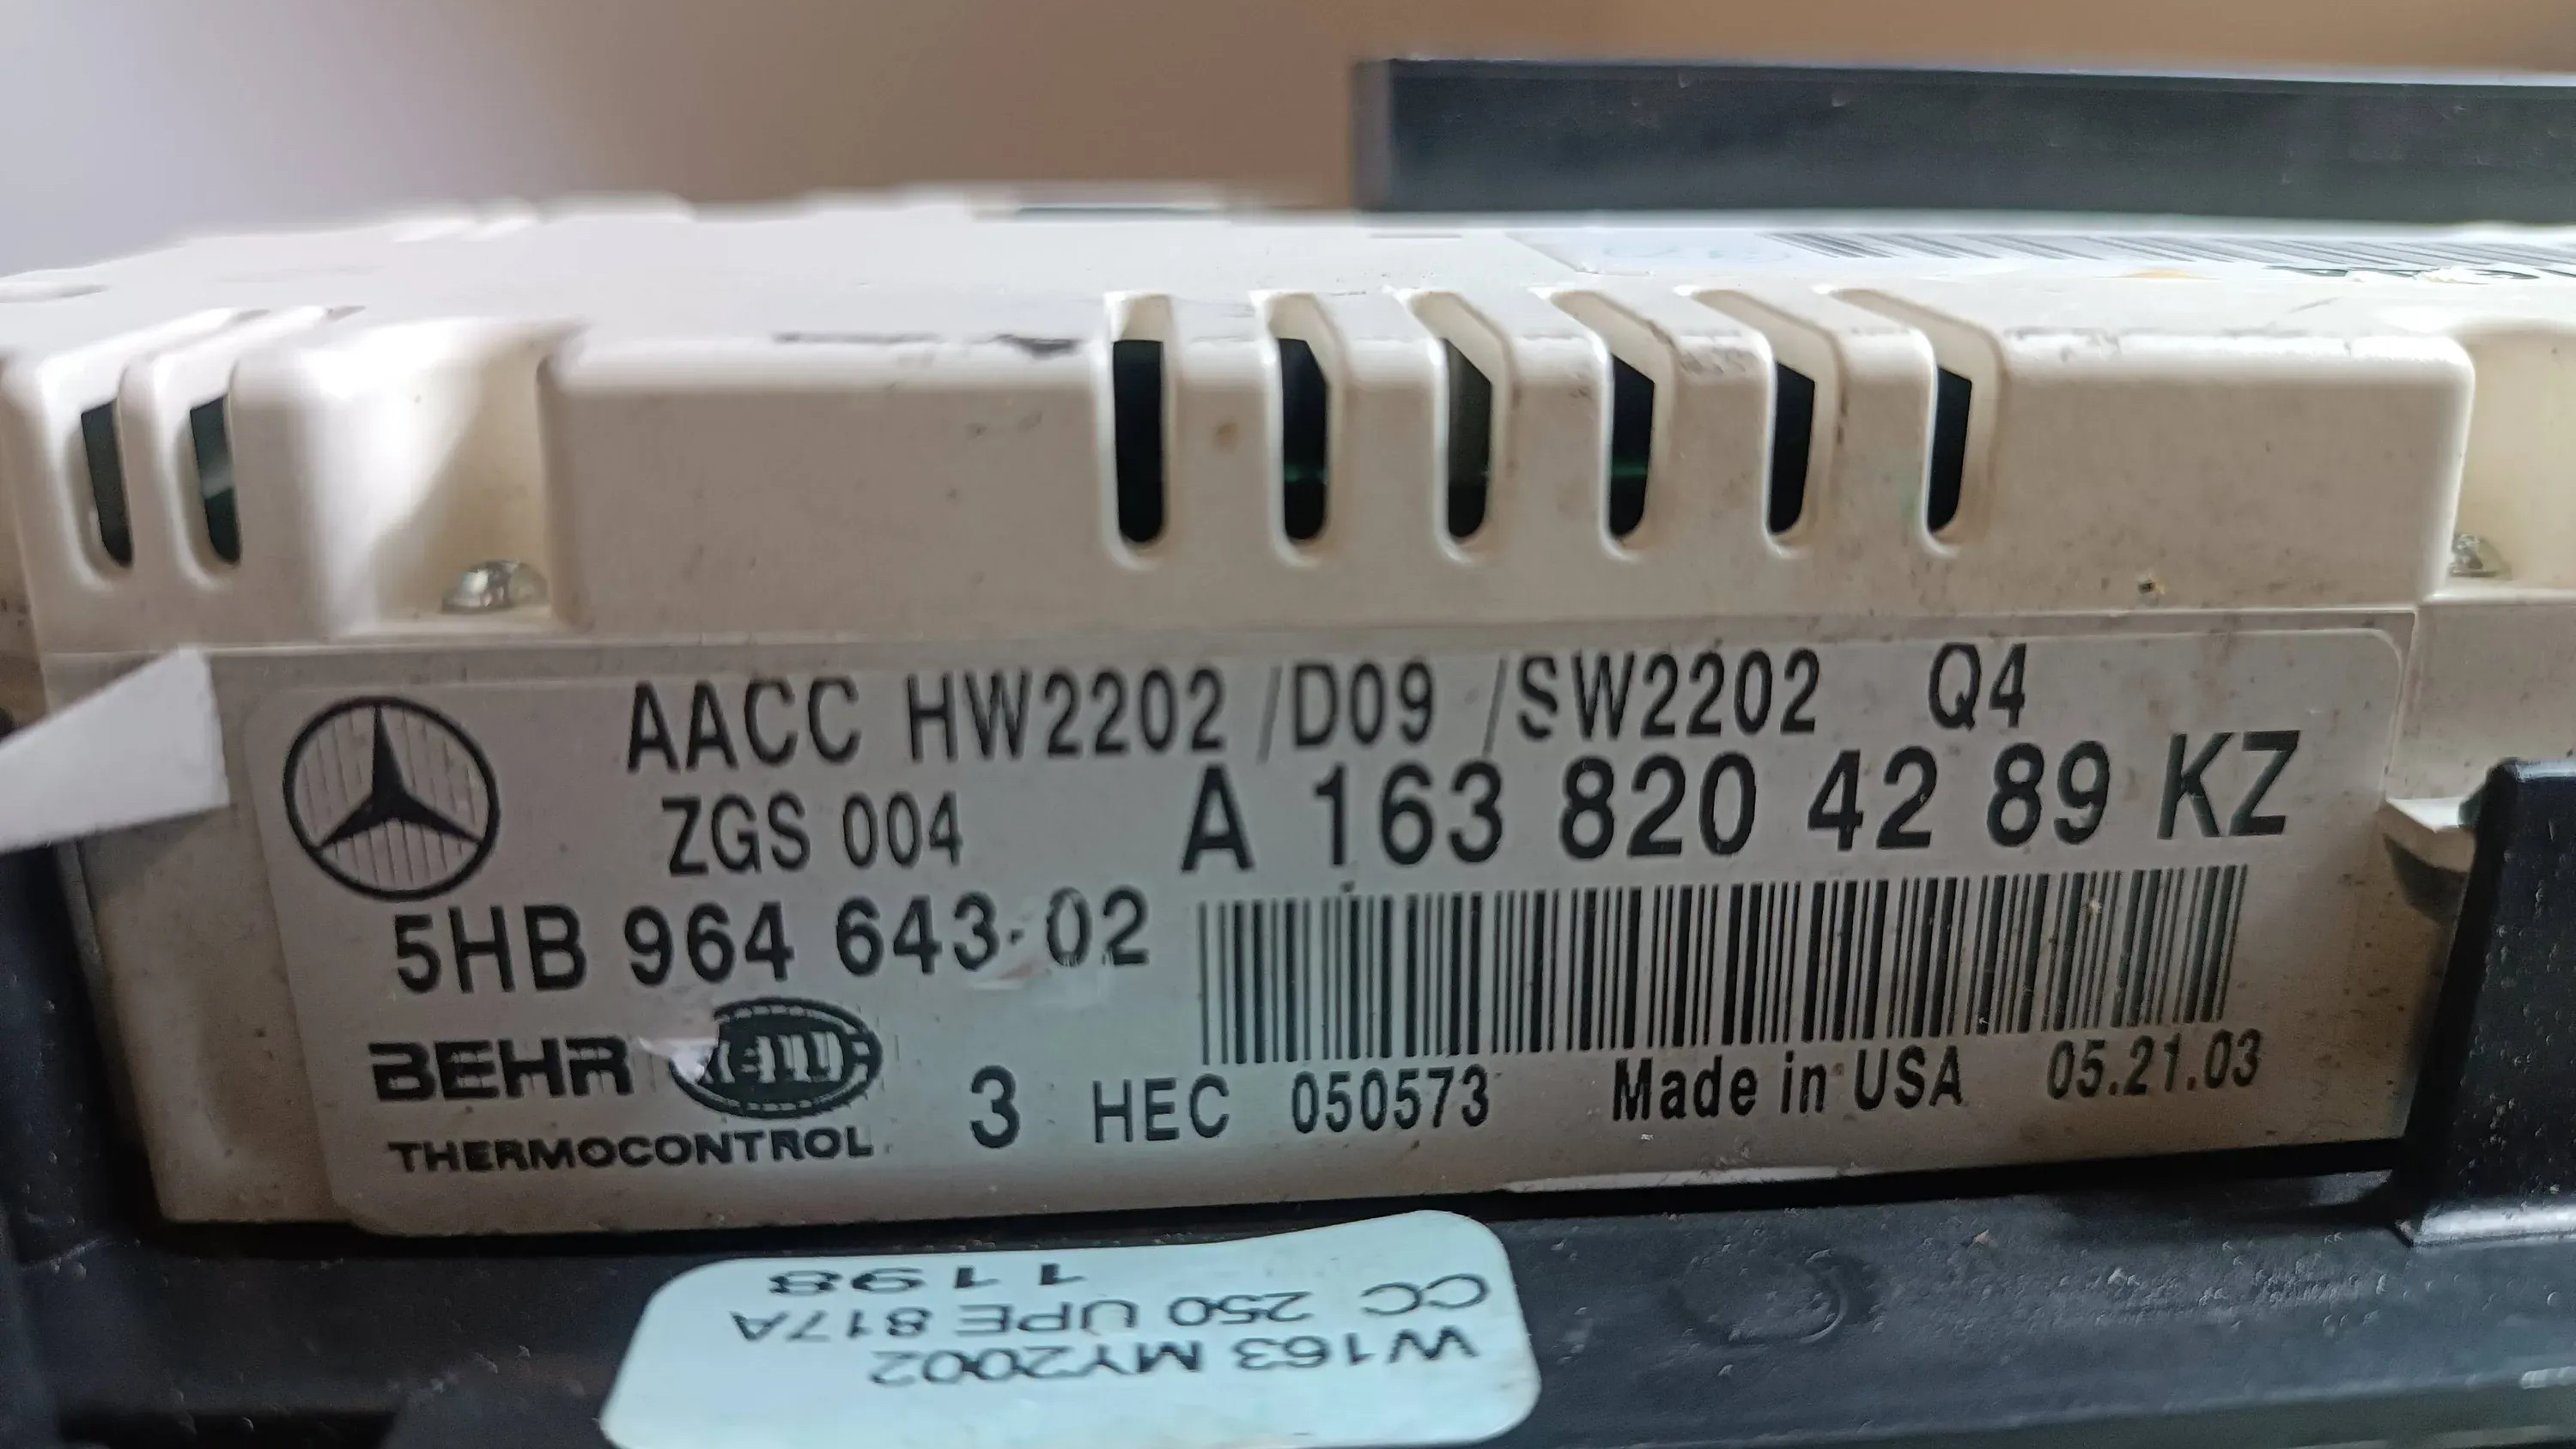 AACC HW2202 /D09 /SW2202 Q4
ZGS 004 A 163 820 42 89 KZ
5HB 964 643-02
BEHR HELLA
THERMOCONTROL
3 HEC 050573 Made in USA 05.21.03
W163 MY2002
CC 250 UPE 817A
1198